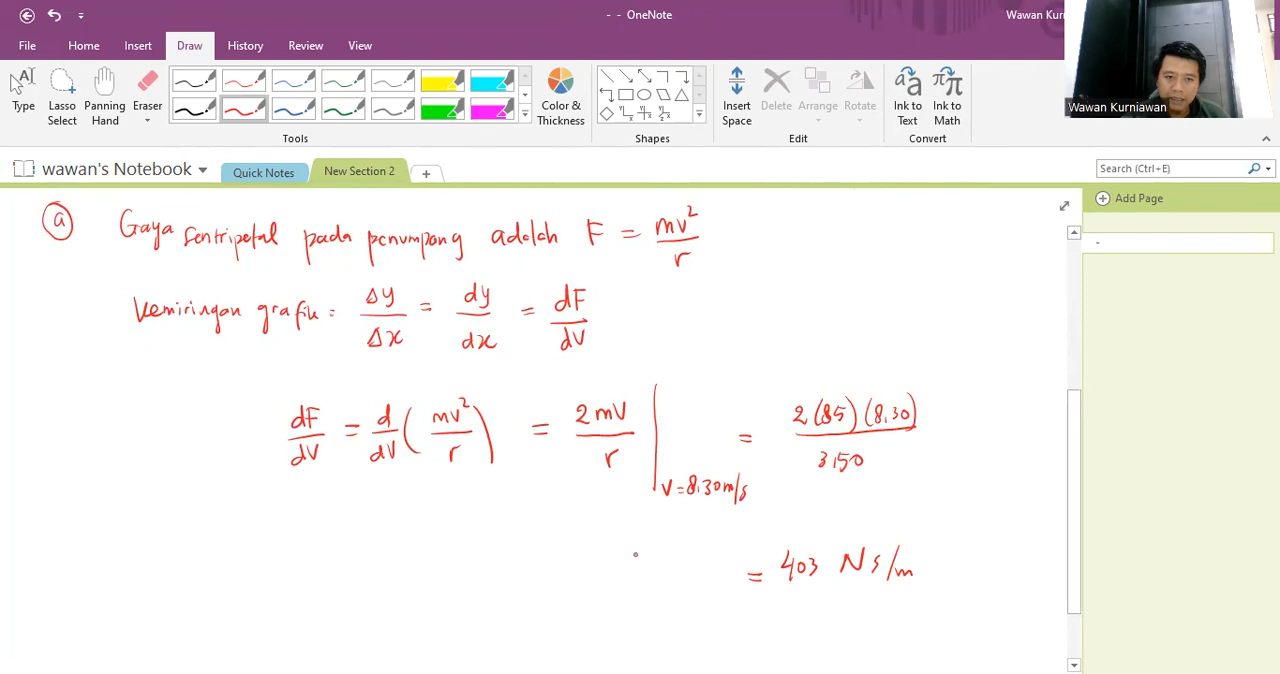 - - OneNote
Wawan Kurn
File Home Insert Draw History Review View
Type
Lasso Select
Panning Hand
Eraser
Color & Thickness
Insert Space
Delete
Arrange
Rotate
Ink to Text
Ink to Math
Tools
Shapes
Edit
Convert
Wawan Kurniawan
wawan's Notebook
Quick Notes
New Section 2
Search (Ctrl+E)
Add Page
-
a Gaya sentripetal pada penumpang adalah F = mv²/r
Kemiringan grafik = Δy/Δx = dy/dx = dF/dV
dF/dV = d/dV (mv²/r) = 2mV/r | V = 8,30 m/s = 2(85)(8,30)/3,50
= 403 Ns/m